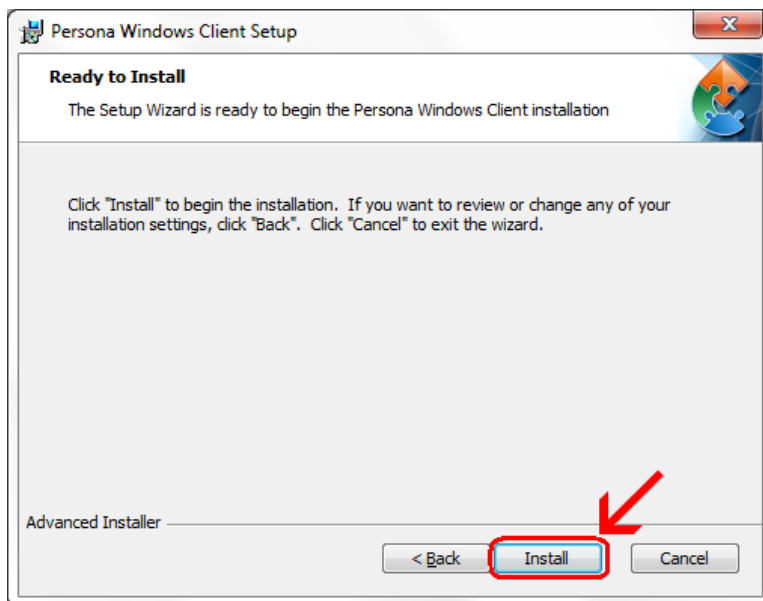 Persona Windows Client Setup
Ready to Install
The Setup Wizard is ready to begin the Persona Windows Client installation
Click "Install" to begin the installation. If you want to review or change any of your
installation settings, click "Back". Click "Cancel" to exit the wizard.
Advanced Installer
< Back Install Cancel